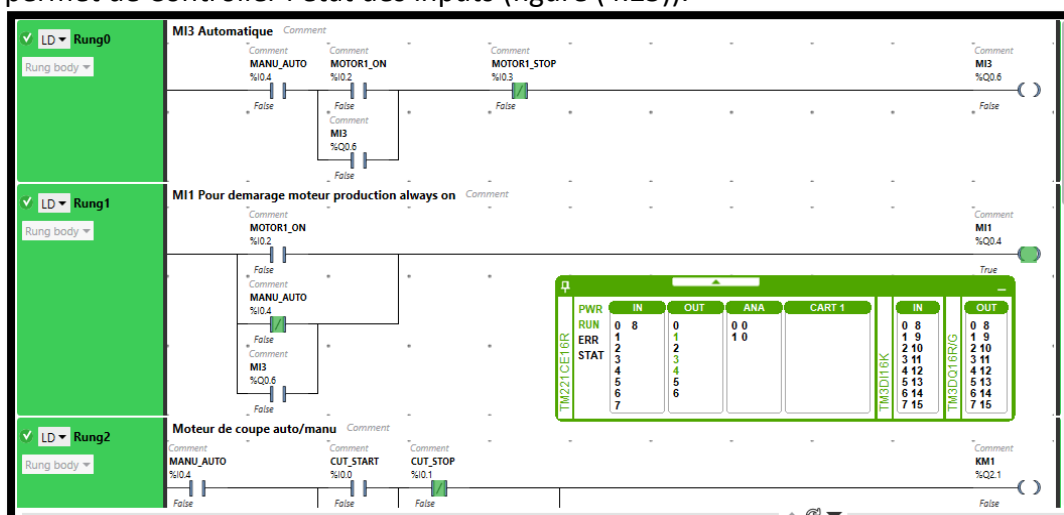 permet de controller l'état des inputs (figure (4.23)).
LD Rung0
Rung body
MI3 Automatique Comment
Comment Comment Comment Comment
MANU_AUTO MOTOR1_ON MOTOR1_STOP MI3
%I0.4 %I0.2 %I0.3 %Q0.6
False False False False
Comment
MI3
%Q0.6
False
LD Rung1
Rung body
MI1 Pour demarage moteur production always on Comment
Comment Comment
MOTOR1_ON MI1
%I0.2 %Q0.4
False True
Comment
MANU_AUTO
%I0.4
False
Comment
MI3
%Q0.6
False
TM221CE16R
PWR
RUN
ERR
STAT
IN
0 8
1
2
3
4
5
6
7
OUT
0
1
2
3
4
5
6
ANA
0 0
1 0
CART 1
TM3DI16K
IN
0 8
1 9
2 10
3 11
4 12
5 13
6 14
7 15
TM3DQ16R/G
OUT
0 8
1 9
2 10
3 11
4 12
5 13
6 14
7 15
LD Rung2
Rung body
Moteur de coupe auto/manu Comment
Comment Comment Comment Comment
MANU_AUTO CUT_START CUT_STOP KM1
%I0.4 %I0.0 %I0.1 %Q2.1
False False False False